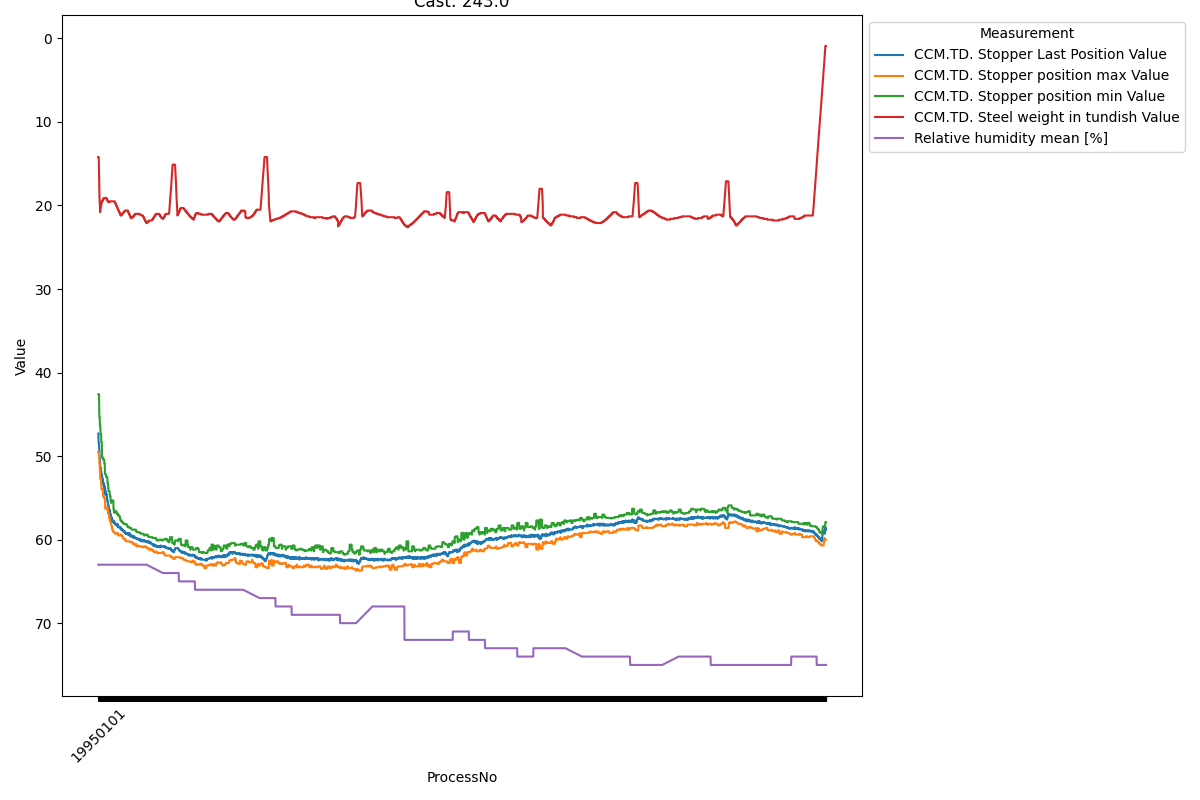 Cast: 243.0
Measurement
CCM.TD. Stopper Last Position Value
CCM.TD. Stopper position max Value
CCM.TD. Stopper position min Value
CCM.TD. Steel weight in tundish Value
Relative humidity mean [%]
0
10
20
30
40
50
60
70
Value
19950101
ProcessNo